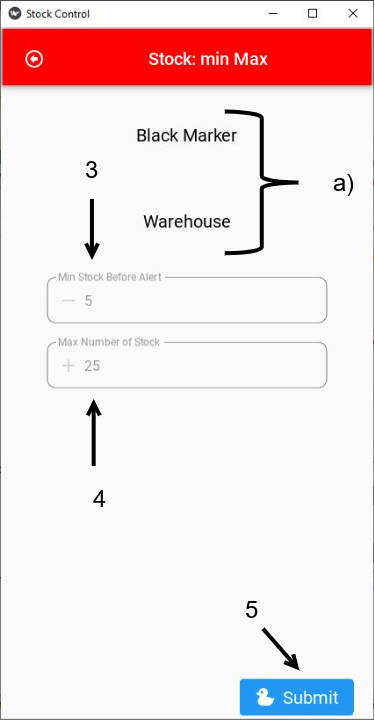 Stock Control
Stock: min Max
Black Marker
3
a)
Warehouse
Min Stock Before Alert
5
Max Number of Stock
25
4
5
Submit